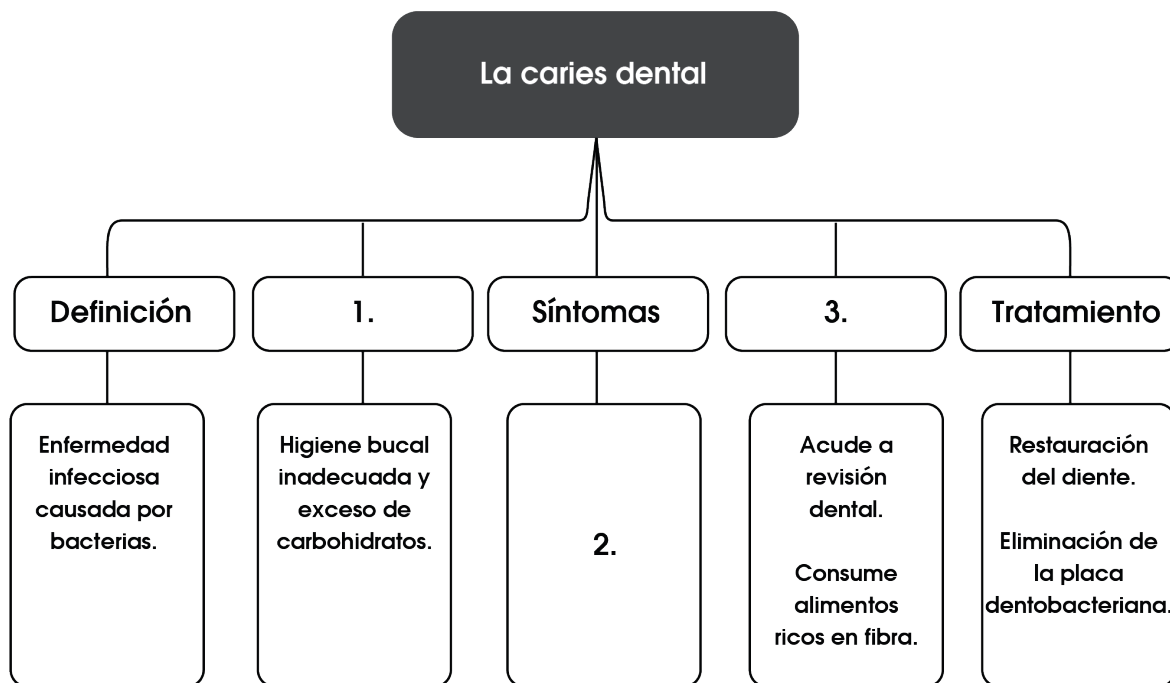 La caries dental
Definición
1.
Síntomas
3.
Tratamiento
Enfermedad
infecciosa
causada por
bacterias.
Higiene bucal
inadecuada y
exceso de
carbohidratos.
2.
Acude a
revisión
dental.
Consume
alimentos
ricos en fibra.
Restauración
del diente.
Eliminación de
la placa
dentobacteriana.